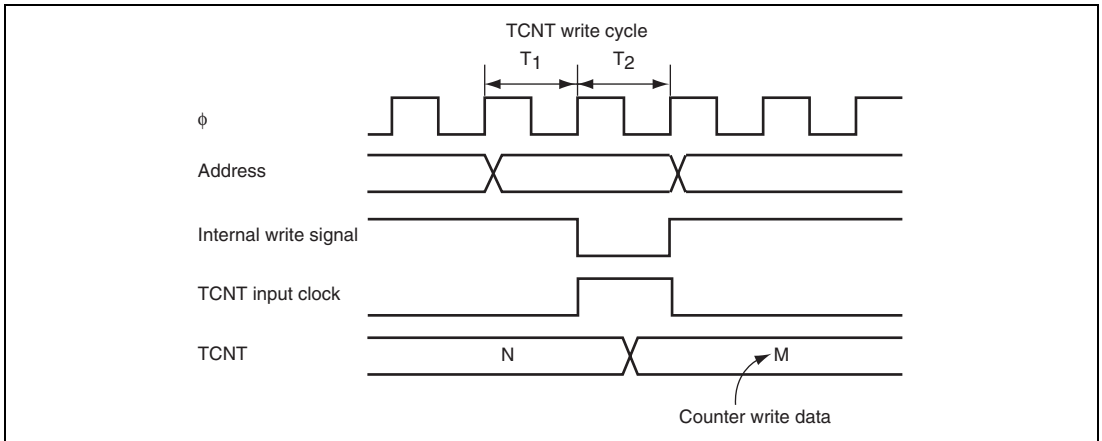 TCNT write cycle
T1 T2
ϕ
Address
Internal write signal
TCNT input clock
TCNT N M
Counter write data